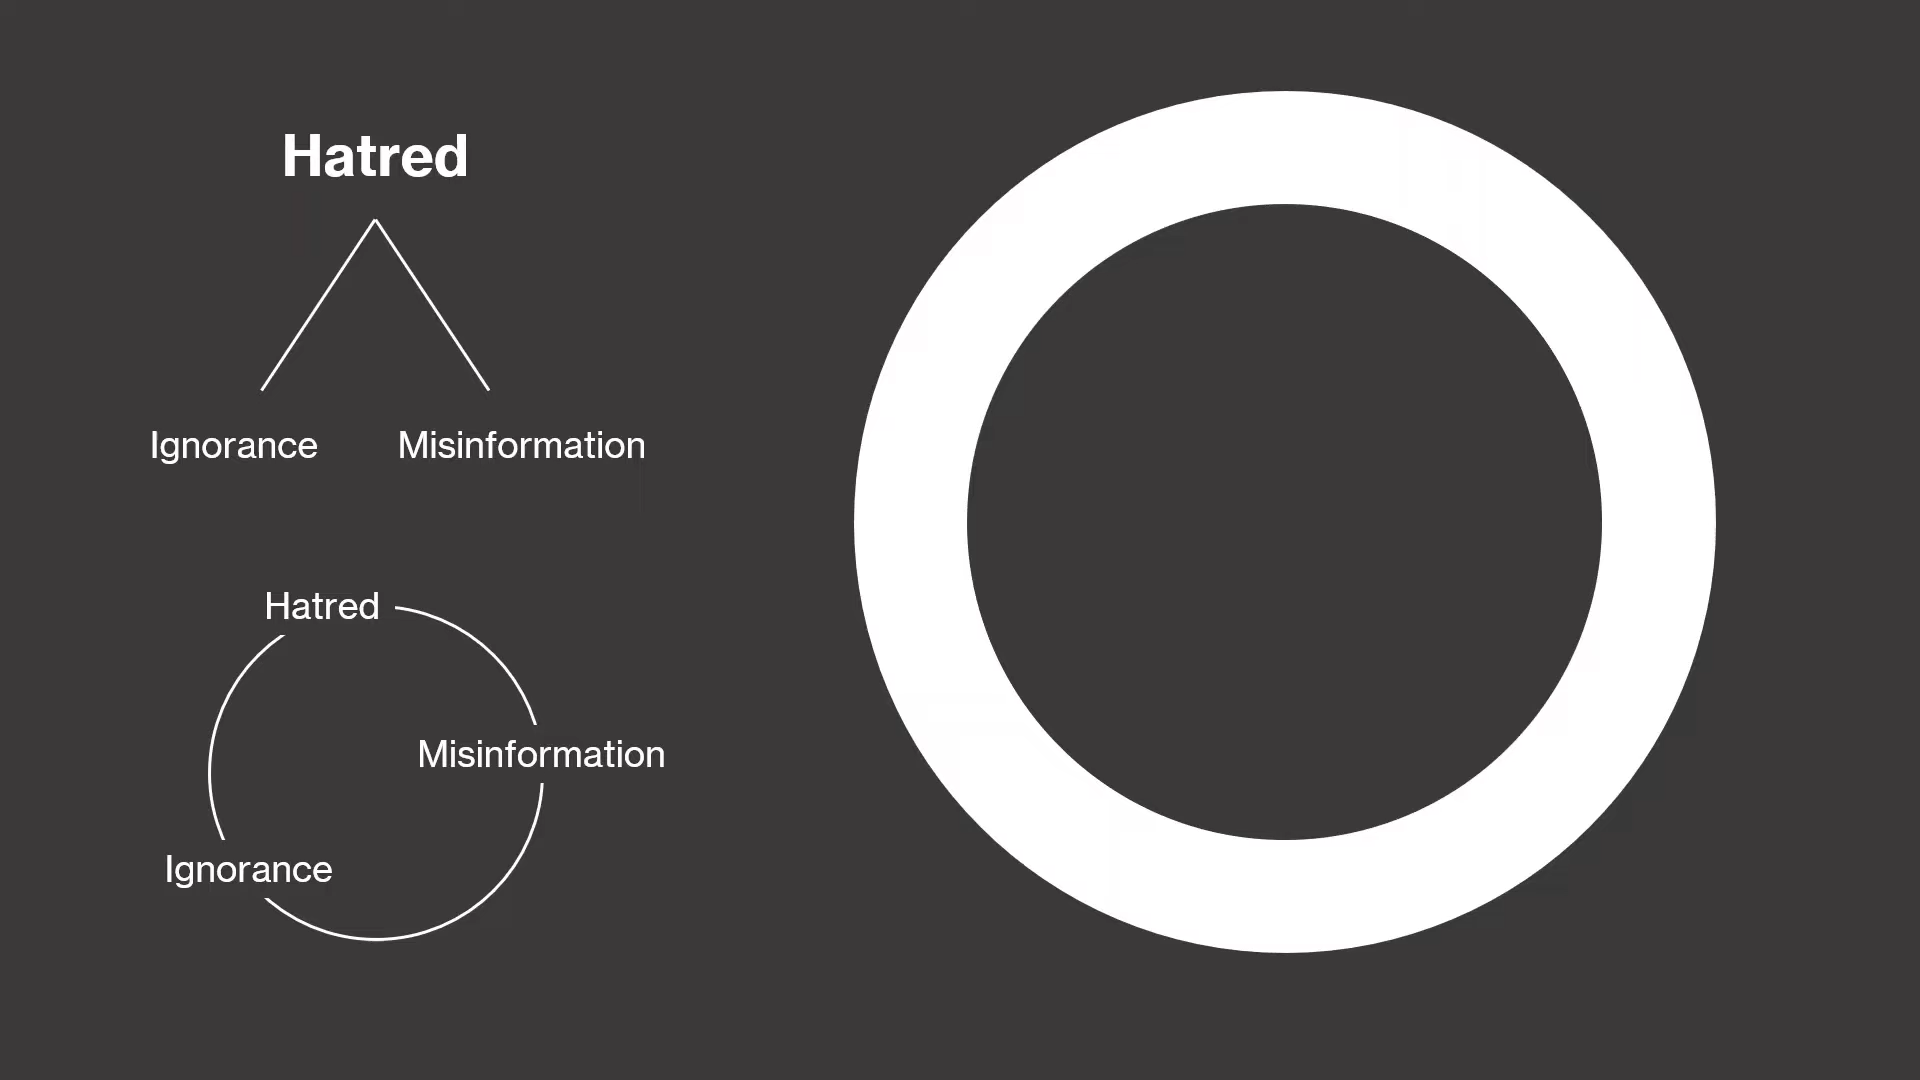 Hatred
Ignorance Misinformation
Hatred
Misinformation
Ignorance